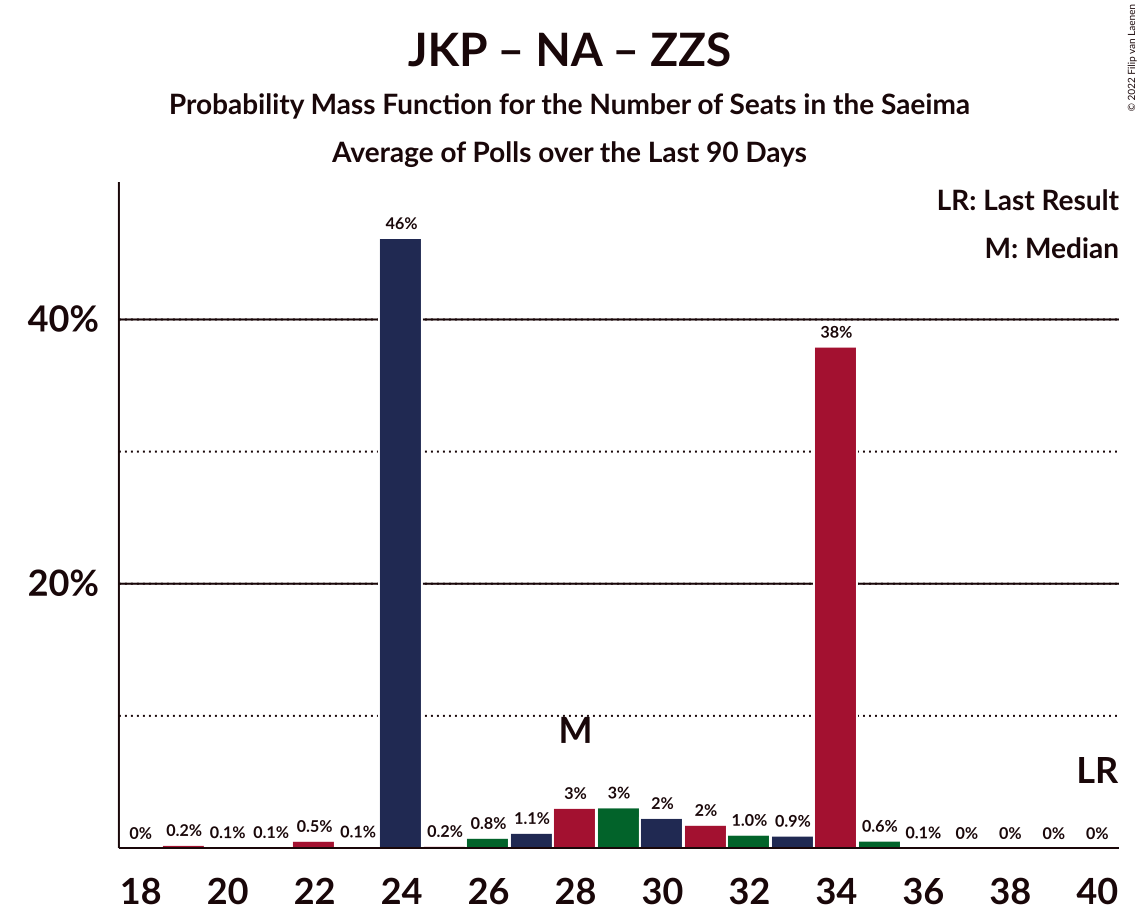 JKP – NA – ZZS
Probability Mass Function for the Number of Seats in the Saeima
Average of Polls over the Last 90 Days
© 2022 Filip van Laenen
LR: Last Result
M: Median
40%
20%
0% 0.2% 0.1% 0.1% 0.5% 0.1% 46% 0.2% 0.8% 1.1% 3% 3% 2% 2% 1.0% 0.9% 38% 0.6% 0.1% 0% 0% 0% 0%
M
LR
18 20 22 24 26 28 30 32 34 36 38 40